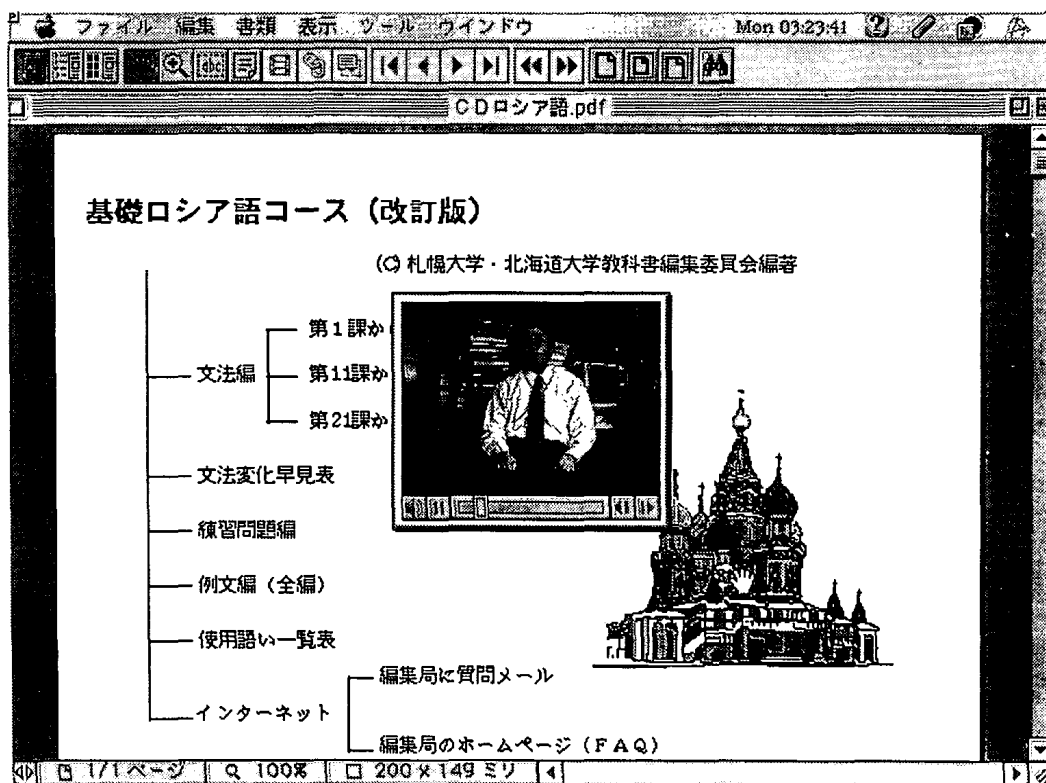 ファイル 編集 書類 表示 ツール ウインドウ Mon 03:23:41
CDロシア語.pdf
基礎ロシア語コース（改訂版）
(C) 札幌大学・北海道大学教科書編集委員会編著
文法編
第1課か
第11課か
第21課か
文法変化早見表
練習問題編
例文編（全編）
使用語い一覧表
インターネット
編集局に質問メール
編集局のホームページ（FAQ）
1/1 ページ 100% 200 x 149 ミリ